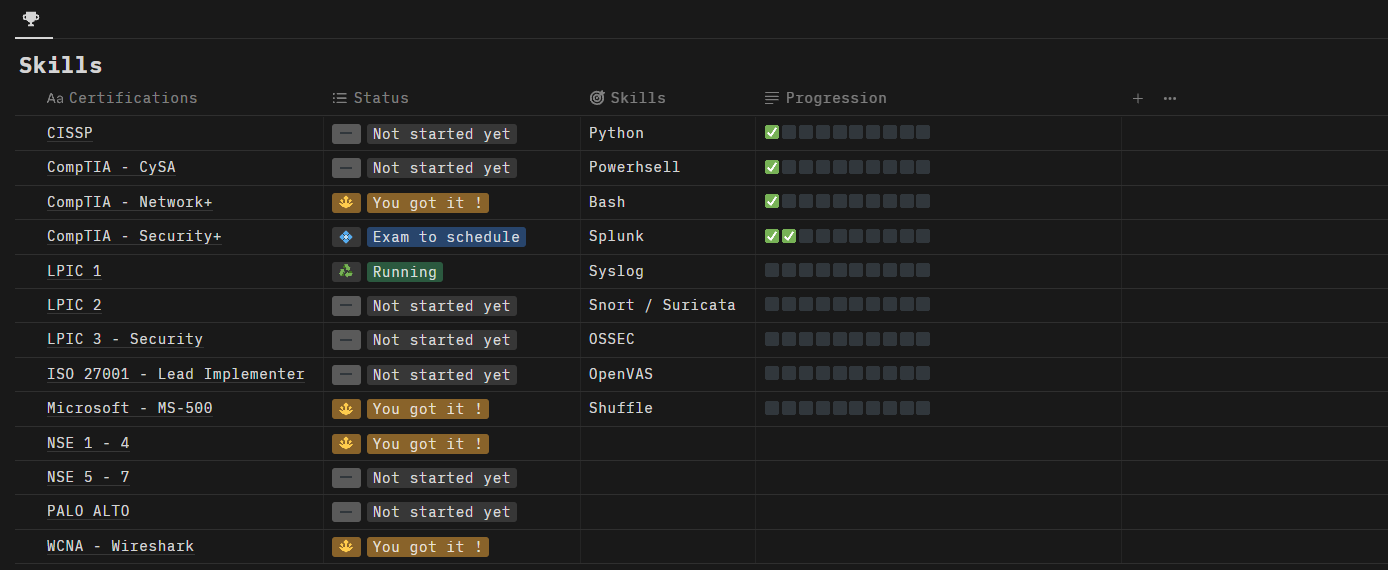 Skills
Aa Certifications Status Skills Progression
CISSP Not started yet Python
CompTIA - CySA Not started yet Powerhsell
CompTIA - Network+ You got it ! Bash
CompTIA - Security+ Exam to schedule Splunk
LPIC 1 Running Syslog
LPIC 2 Not started yet Snort / Suricata
LPIC 3 - Security Not started yet OSSEC
ISO 27001 - Lead Implementer Not started yet OpenVAS
Microsoft - MS-500 You got it ! Shuffle
NSE 1 - 4 You got it !
NSE 5 - 7 Not started yet
PALO ALTO Not started yet
WCNA - Wireshark You got it !